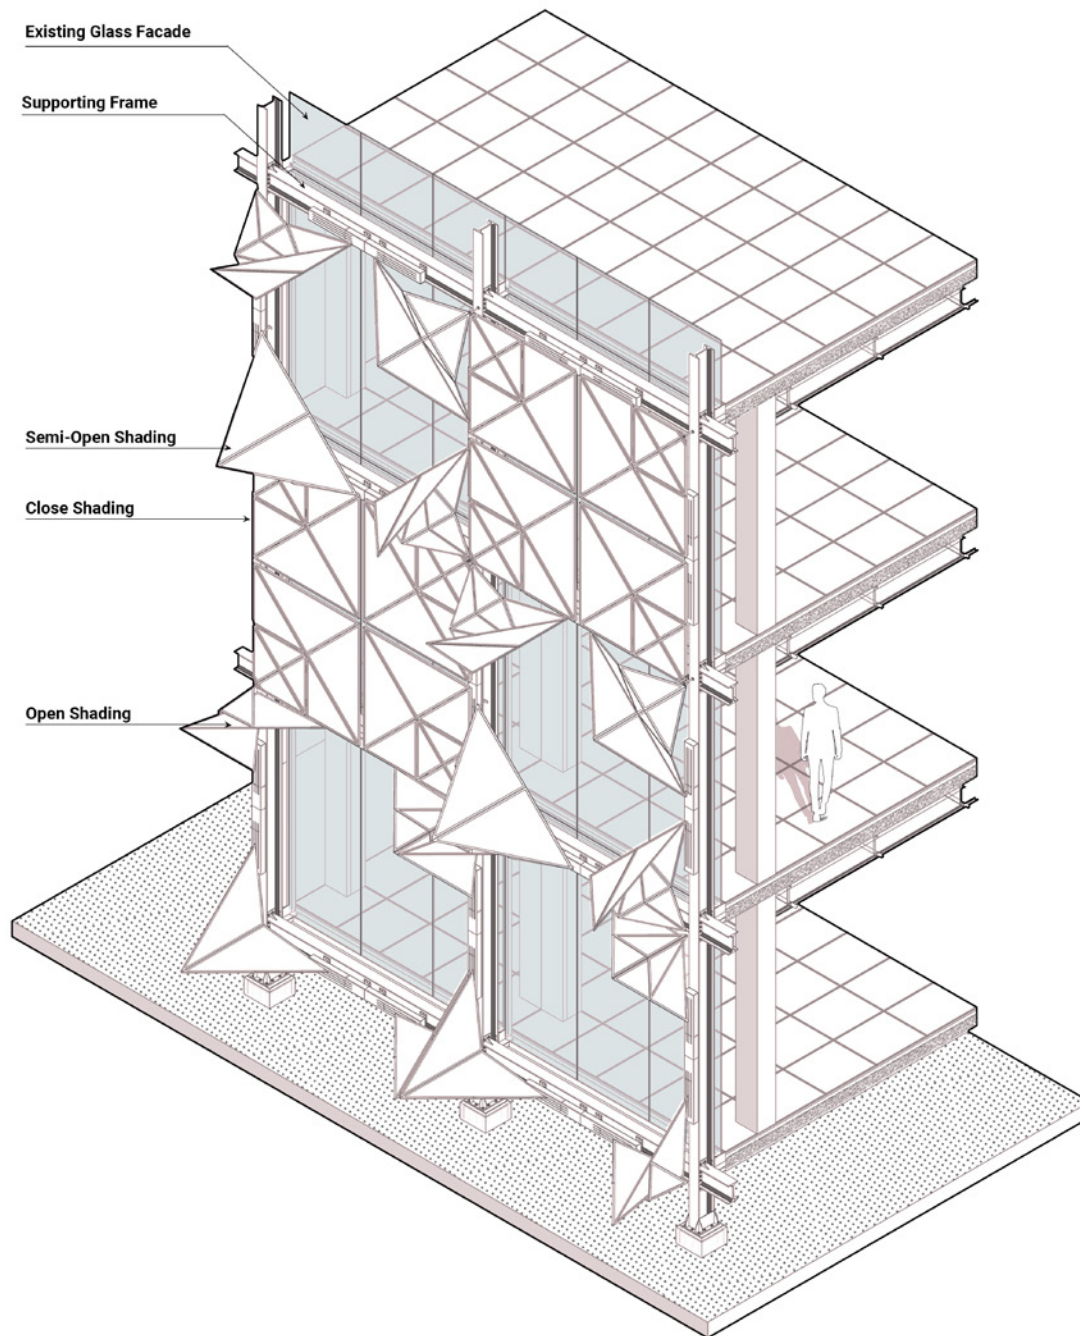 Existing Glass Facade
Supporting Frame
Semi-Open Shading
Close Shading
Open Shading